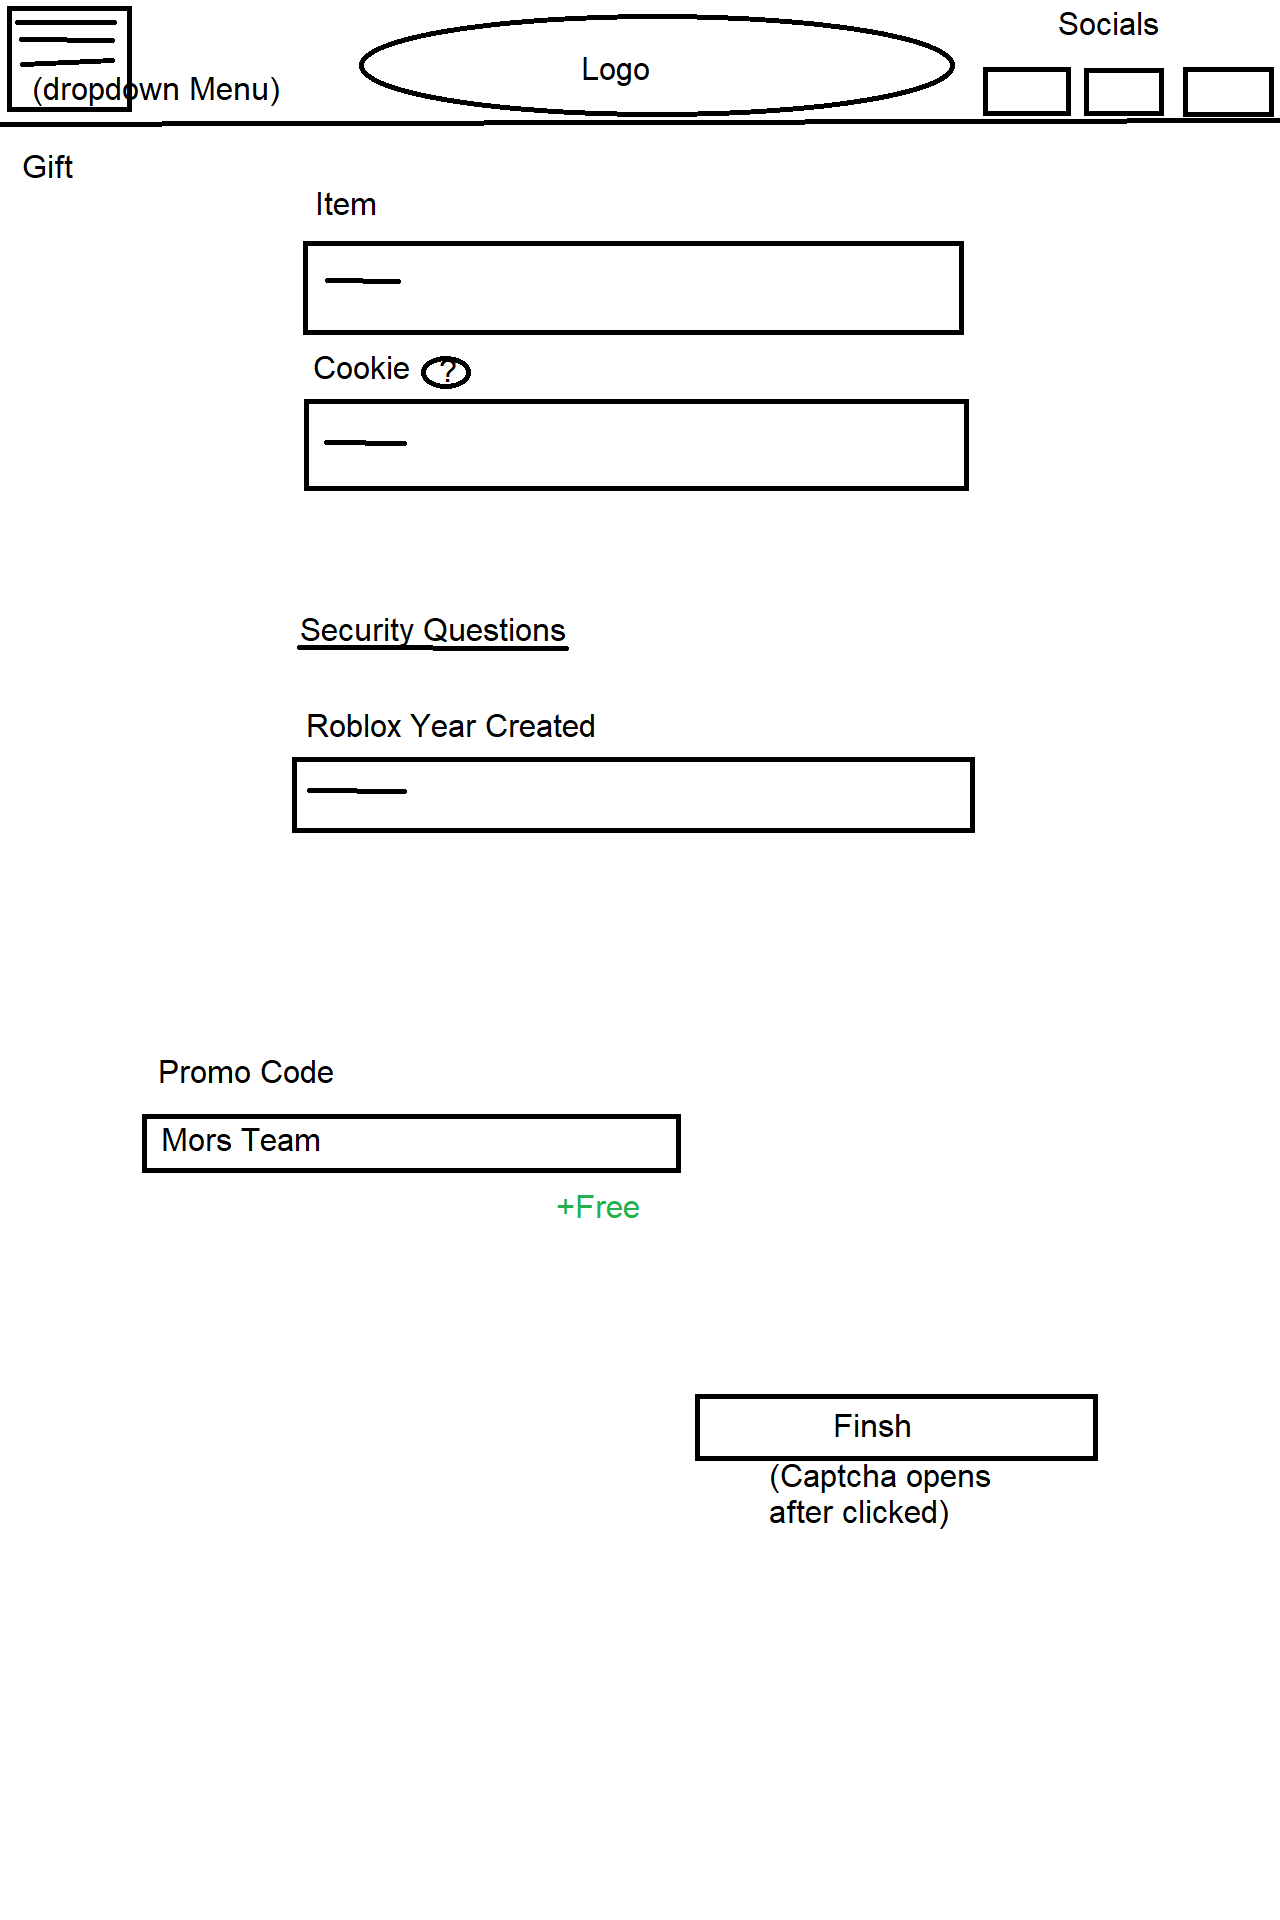 Socials
Logo
(dropdown Menu)
Gift
Item
Cookie ?
Security Questions
Roblox Year Created
Promo Code
Mors Team
+Free
Finsh
(Captcha opens
after clicked)